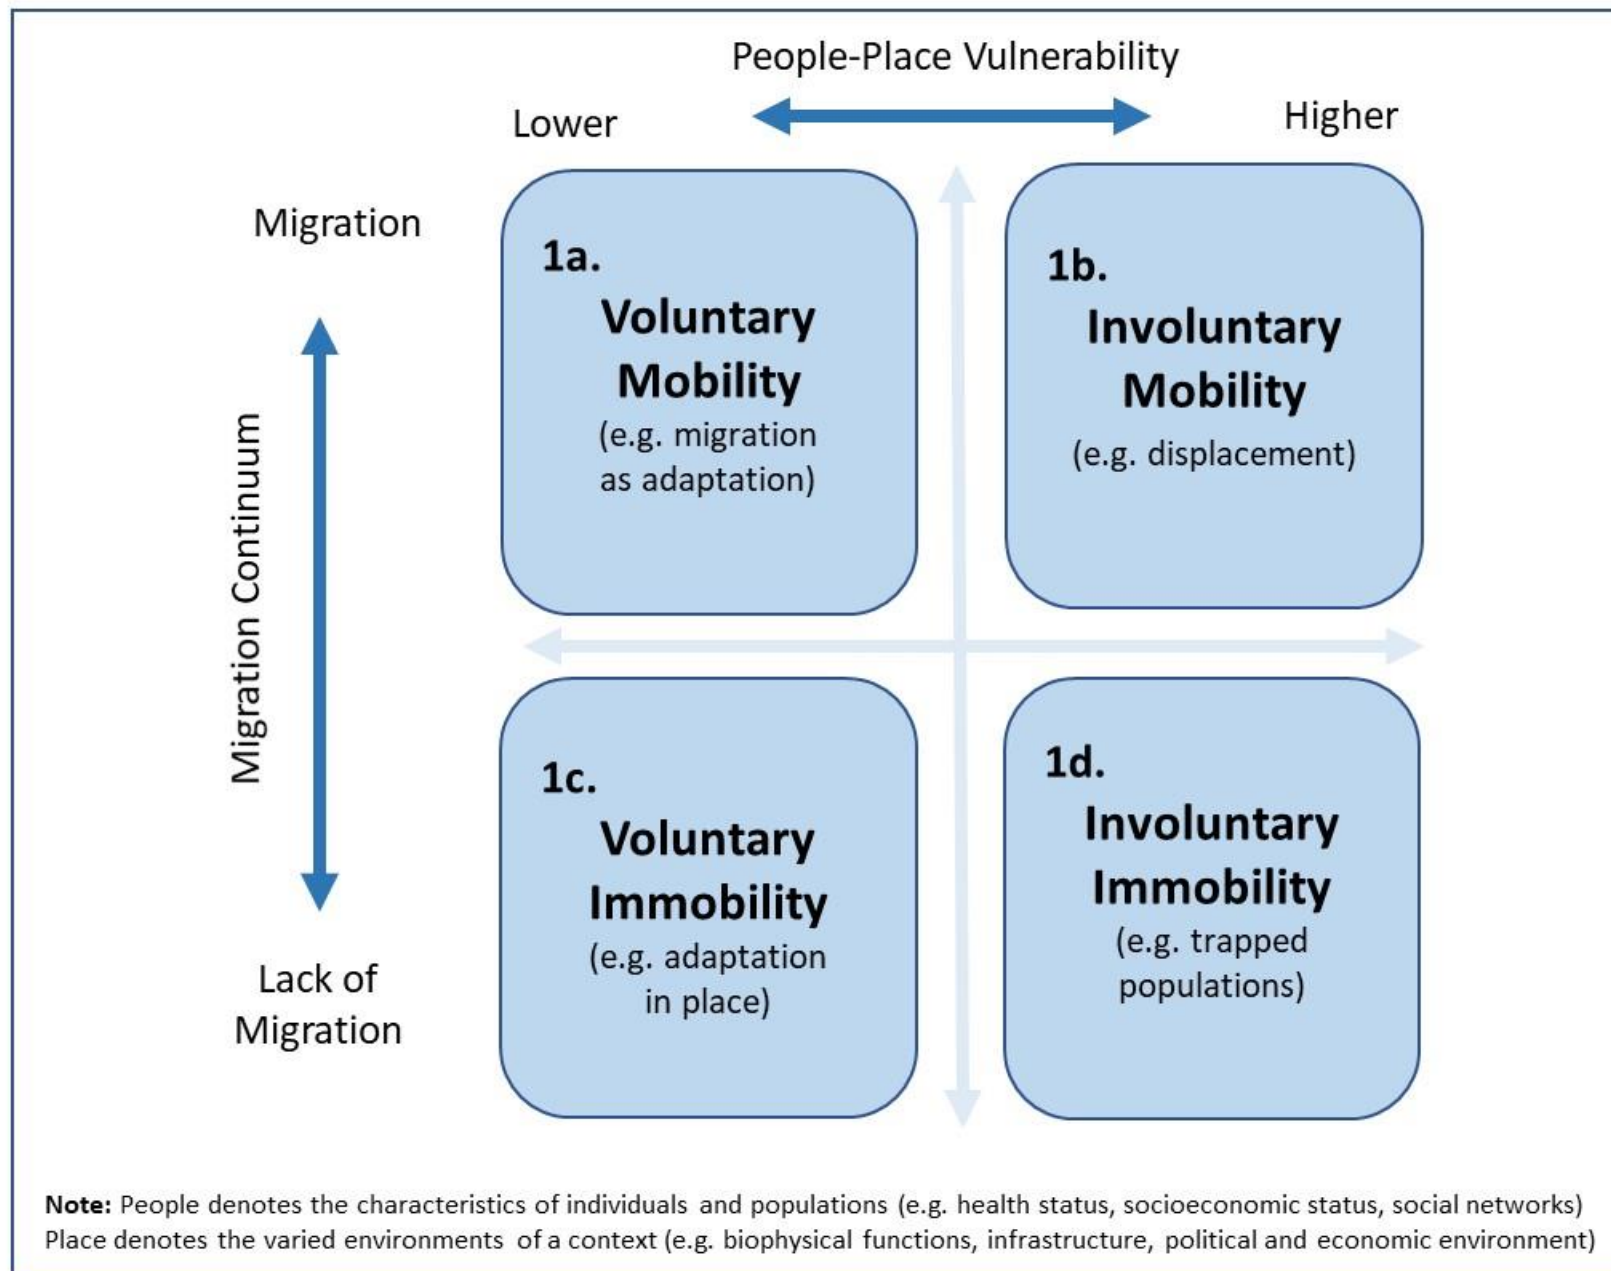 People-Place Vulnerability
Lower
Higher
Migration
Migration Continuum
Lack of
Migration
1a.
Voluntary
Mobility
(e.g. migration
as adaptation)
1b.
Involuntary
Mobility
(e.g. displacement)
1c.
Voluntary
Immobility
(e.g. adaptation
in place)
1d.
Involuntary
Immobility
(e.g. trapped
populations)
Note: People denotes the characteristics of individuals and populations (e.g. health status, socioeconomic status, social networks)
Place denotes the varied environments of a context (e.g. biophysical functions, infrastructure, political and economic environment)